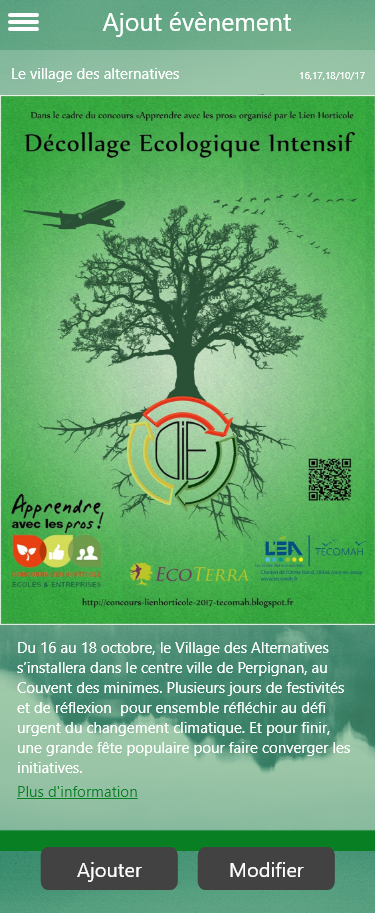 Ajout évènement
Le village des alternatives
16,17,18/10/17
Dans le cadre du concours «Apprendre avec les pros» organisé par le Lien Horticole
Décollage Ecologique Intensif
DIE
Apprendre
avec les pros!
ECOLES & ENTREPRISES
ECOTERRA
L'EA
TECOMAH
http://concours-lienhorticole-2017-tecomah.blogspot.fr
Du 16 au 18 octobre, le Village des Alternatives
s'installera dans le centre ville de Perpignan, au
Couvent des minimes. Plusieurs jours de festivités
et de réflexion pour ensemble réfléchir au défi
urgent du changement climatique. Et pour finir,
une grande fête populaire pour faire converger les
initiatives.
Plus d'information
Ajouter
Modifier